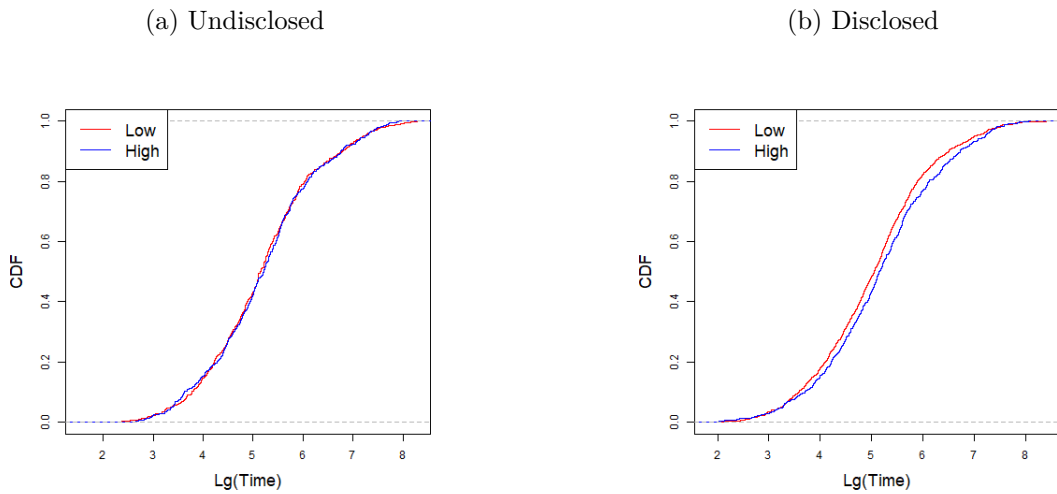 (a) Undisclosed
(b) Disclosed
Low
High
CDF
0.0
0.2
0.4
0.6
0.8
1.0
2 3 4 5 6 7 8
Lg(Time)
Low
High
CDF
0.0
0.2
0.4
0.6
0.8
1.0
2 3 4 5 6 7 8
Lg(Time)